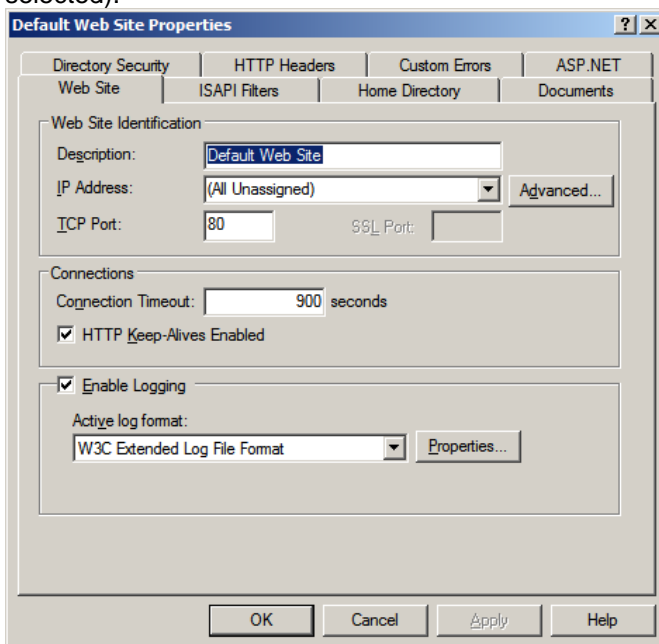 selected).
Default Web Site Properties
Directory Security HTTP Headers Custom Errors ASP.NET
Web Site ISAPI Filters Home Directory Documents
Web Site Identification
Description: Default Web Site
IP Address: (All Unassigned) Advanced...
TCP Port: 80 SSL Port:
Connections
Connection Timeout: 900 seconds
HTTP Keep-Alives Enabled
Enable Logging
Active log format:
W3C Extended Log File Format Properties...
OK Cancel Apply Help